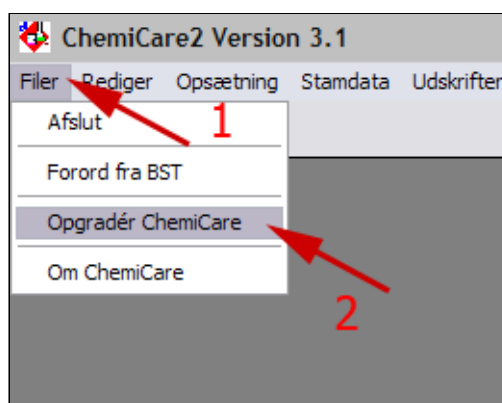 ChemiCare2 Version 3.1
Filer Rediger Opsætning Stamdata Udskrifter
1
Afslut
Forord fra BST
Opgradér ChemiCare
Om ChemiCare
2